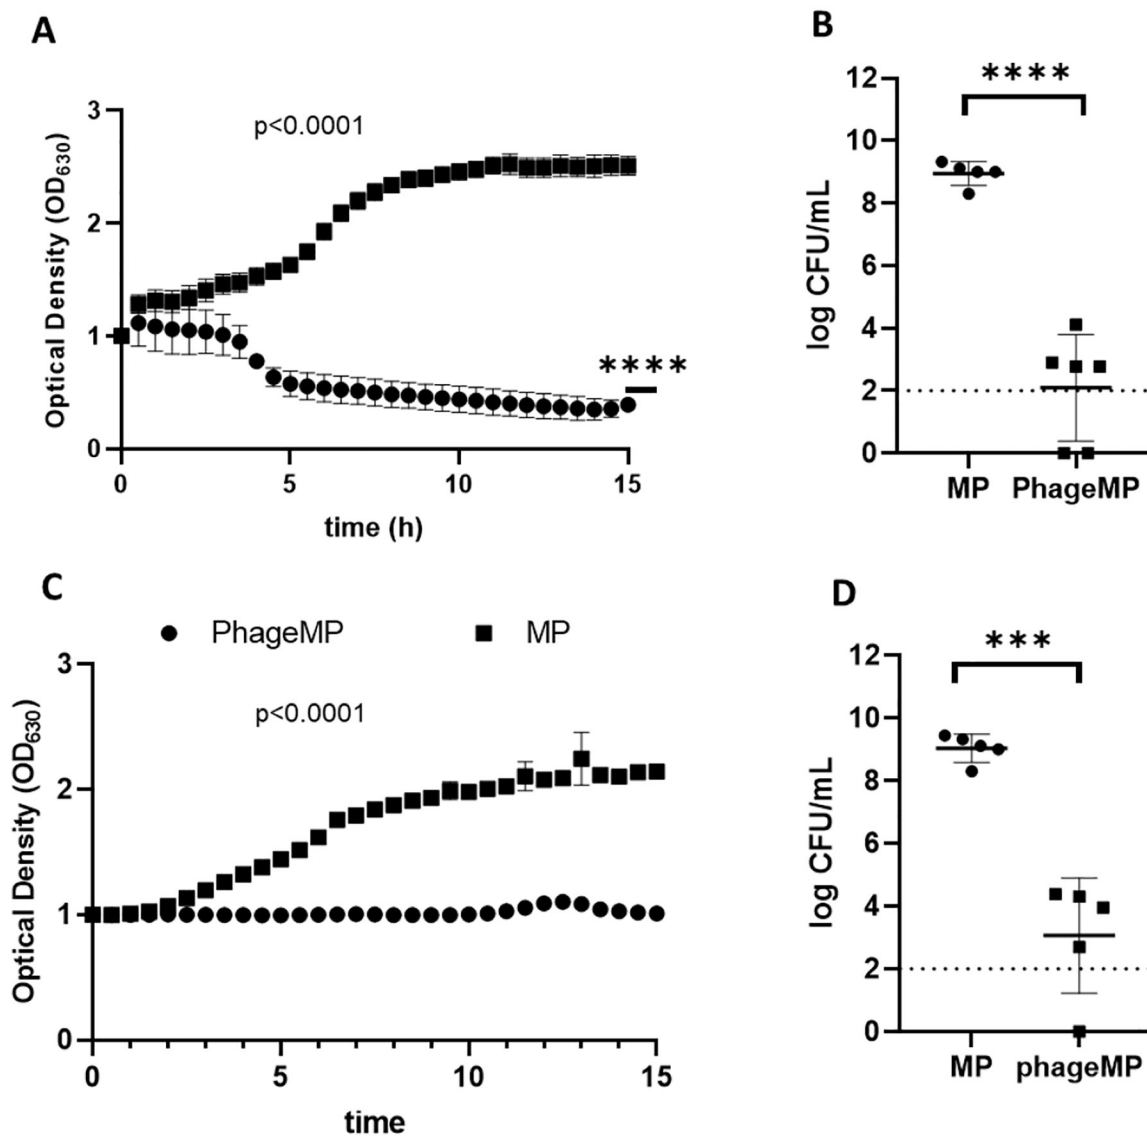 A
p<0.0001
Optical Density (OD630)
3
2
1
0
****
0 5 10 15
time (h)
B
****
log CFU/mL
12
10
8
6
4
2
0
MP PhageMP
C
PhageMP MP
p<0.0001
Optical Density (OD630)
3
2
1
0
0 5 10 15
time
D
***
log CFU/mL
12
10
8
6
4
2
0
MP phageMP